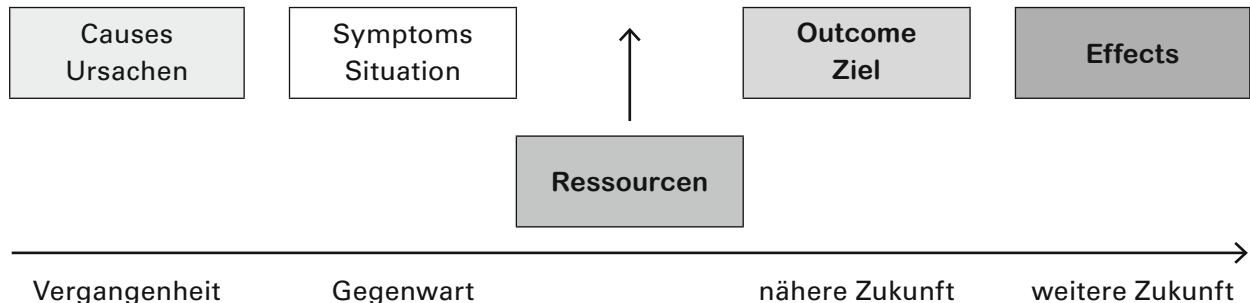 Causes
Ursachen
Symptoms
Situation
Outcome
Ziel
Effects
Ressourcen
Vergangenheit
Gegenwart
nähere Zukunft
weitere Zukunft